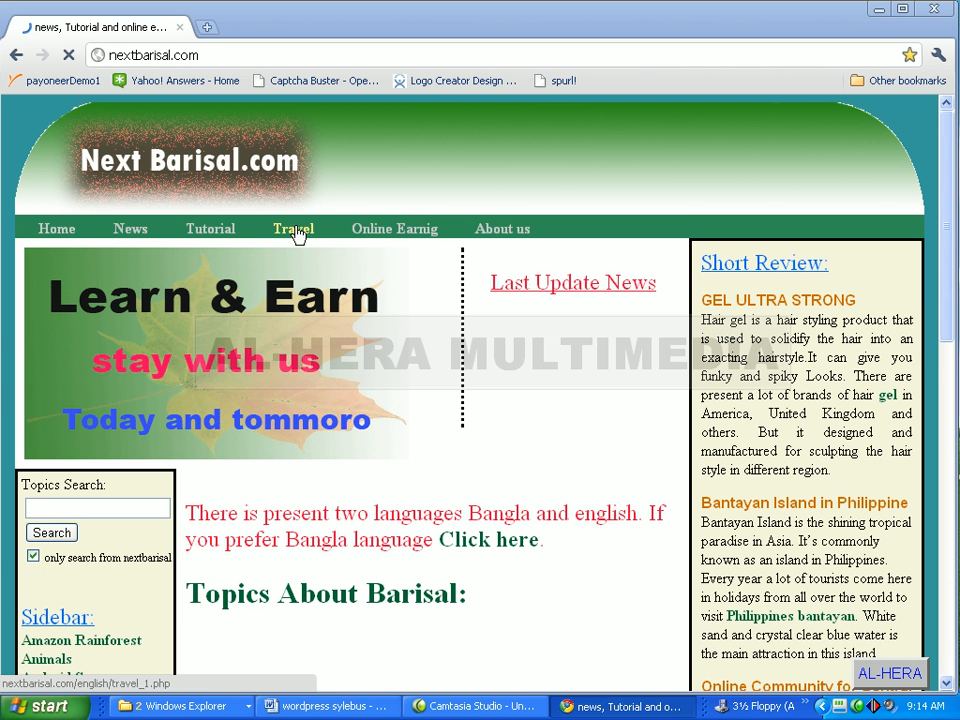 news, Tutorial and online e...
nextbarisal.com
payoneerDemo1
Yahoo! Answers - Home
Captcha Buster - Ope...
Logo Creator Design ...
spurl!
Other bookmarks
Next Barisal.com
Home
News
Tutorial
Travel
Online Earnig
About us
Learn & Earn
stay with us
Today and tommoro
Last Update News
AL-HERA MULTIMEDIA
Topics Search:
Search
only search from nextbarisal
Sidebar:
Amazon Rainforest
Animals
There is present two languages Bangla and english. If
you prefer Bangla language Click here.
Topics About Barisal:
Short Review:
GEL ULTRA STRONG
Hair gel is a hair styling product that
is used to solidify the hair into an
exacting hairstyle.It can give you
funky and spiky Looks. There are
present a lot of brands of hair gel in
America, United Kingdom and
others. But it designed and
manufactured for sculpting the hair
style in different region.
Bantayan Island in Philippine
Bantayan Island is the shining tropical
paradise in Asia. It's commonly
known as an island in Philippines.
Every year a lot of tourists come here
in holidays from all over the world to
visit Philippines bantayan. White
sand and crystal clear blue water is
the main attraction in this island
Online Community for
AL-HERA
nextbarisal.com/english/travel_1.php
start
2 Windows Explorer
wordpress sylebus - ...
Camtasia Studio - Un...
news, Tutorial and o...
3½ Floppy (A
9:14 AM